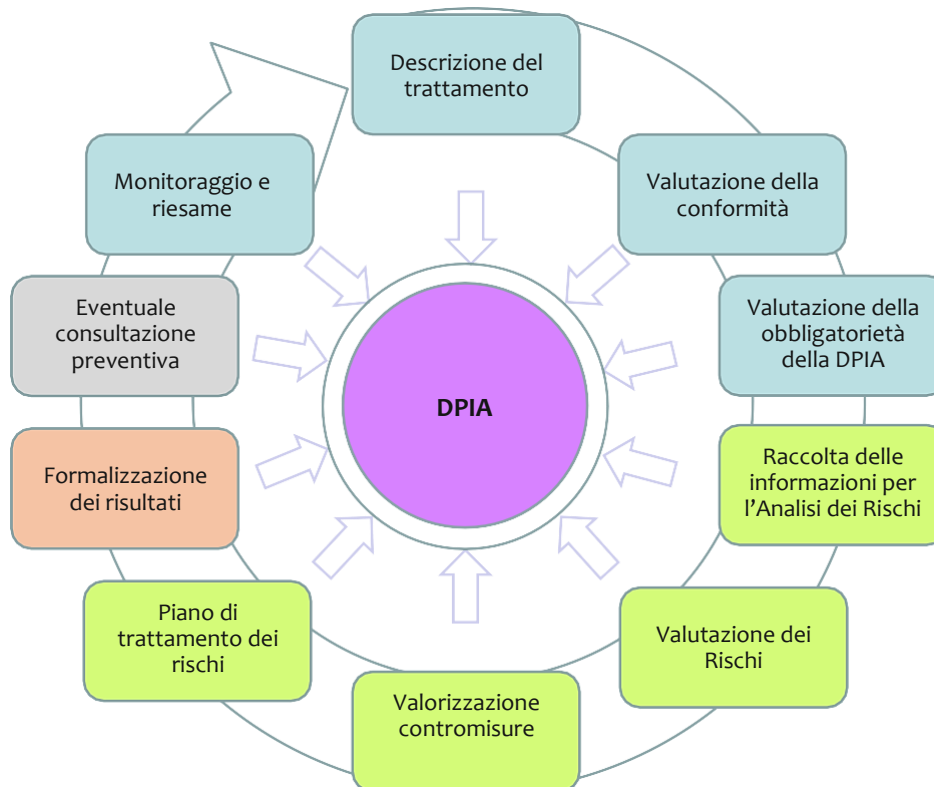 Descrizione del
trattamento
Valutazione della
conformità
Valutazione della
obbligatorietà
della DPIA
Raccolta delle
informazioni per
l’Analisi dei Rischi
Valutazione dei
Rischi
Valorizzazione
contromisure
Piano di
trattamento dei
rischi
Formalizzazione
dei risultati
Eventuale
consultazione
preventiva
Monitoraggio e
riesame
DPIA